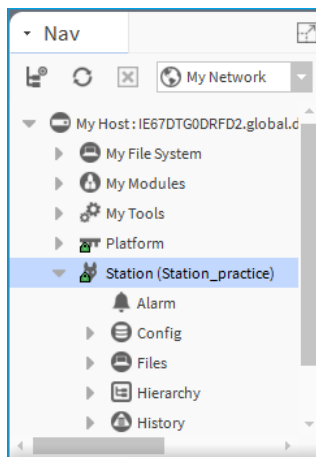 Nav
My Network
My Host : IE67DTG0DRFD2.global.d
My File System
My Modules
My Tools
Platform
Station (Station_practice)
Alarm
Config
Files
Hierarchy
History